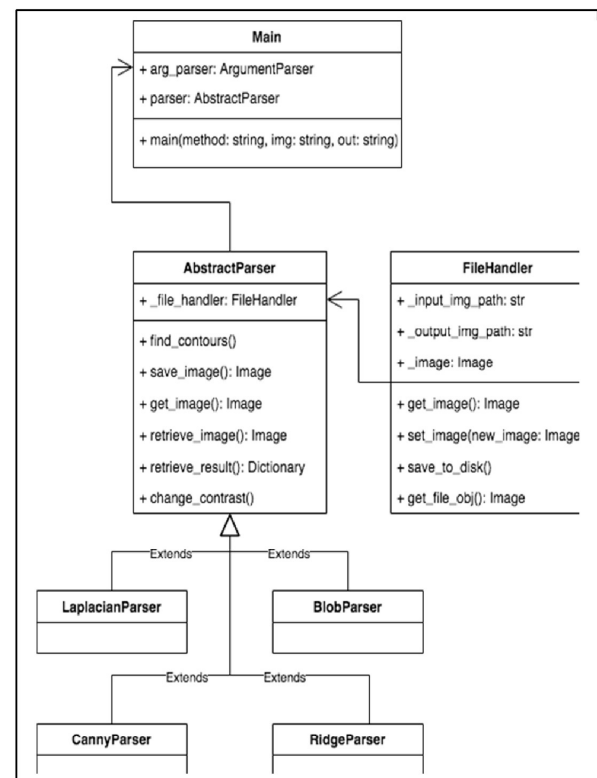 Main
+ arg_parser: ArgumentParser
+ parser: AbstractParser
+ main(method: string, img: string, out: string)
AbstractParser
+ _file_handler: FileHandler
+ find_contours()
+ save_image(): Image
+ get_image(): Image
+ retrieve_image(): Image
+ retrieve_result(): Dictionary
+ change_contrast()
FileHandler
+ _input_img_path: str
+ _output_img_path: str
+ _image: Image
+ get_image(): Image
+ set_image(new_image: Image
+ save_to_disk()
+ get_file_obj(): Image
Extends
Extends
LaplacianParser
BlobParser
Extends
Extends
CannyParser
RidgeParser